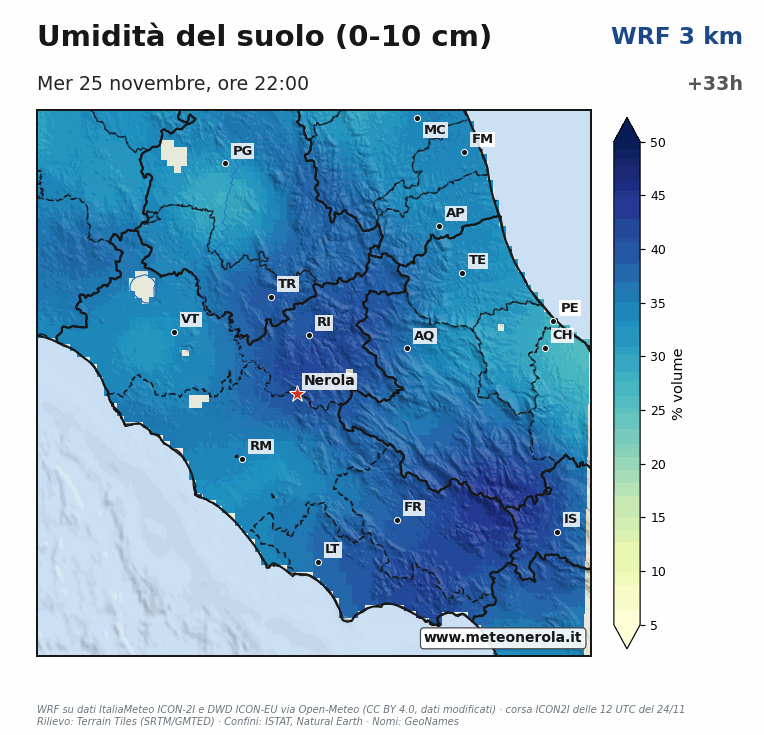 Umidità del suolo (0-10 cm)
WRF 3 km
Mer 25 novembre, ore 22:00
+33h
MC
FM
PG
AP
TE
TR
PE
VT
RI
AQ
CH
Nerola
RM
FR
IS
LT
www.meteonerola.it
50
45
40
35
30
25
20
15
10
5
% volume
WRF su dati ItaliaMeteo ICON-2I e DWD ICON-EU via Open-Meteo (CC BY 4.0, dati modificati) · corsa ICON2I delle 12 UTC del 24/11
Rilievo: Terrain Tiles (SRTM/GMTED) · Confini: ISTAT, Natural Earth · Nomi: GeoNames